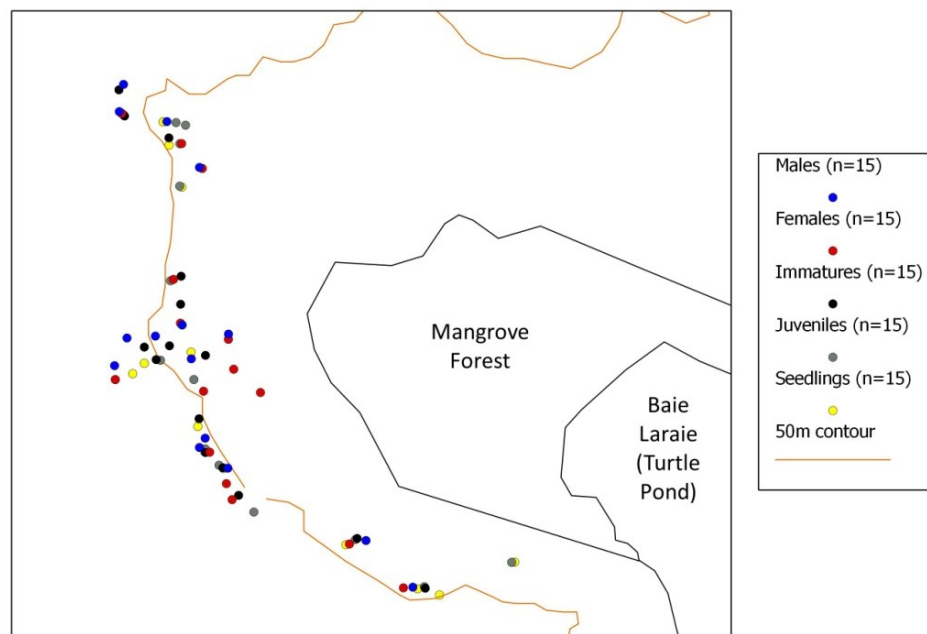 Mangrove
Forest
Baie
Laraie
(Turtle
Pond)
Males (n=15)
Females (n=15)
Immatures (n=15)
Juveniles (n=15)
Seedlings (n=15)
50m contour